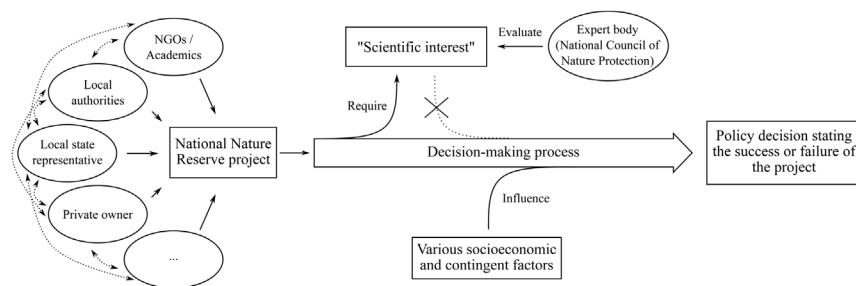 NGOs /
Academics
Local
authorities
Local state
representative
Private owner
...
National Nature
Reserve project
"Scientific interest"
Evaluate
Expert body
(National Council of
Nature Protection)
Require
Decision-making process
Influence
Various socioeconomic
and contingent factors
Policy decision stating
the success or failure of
the project